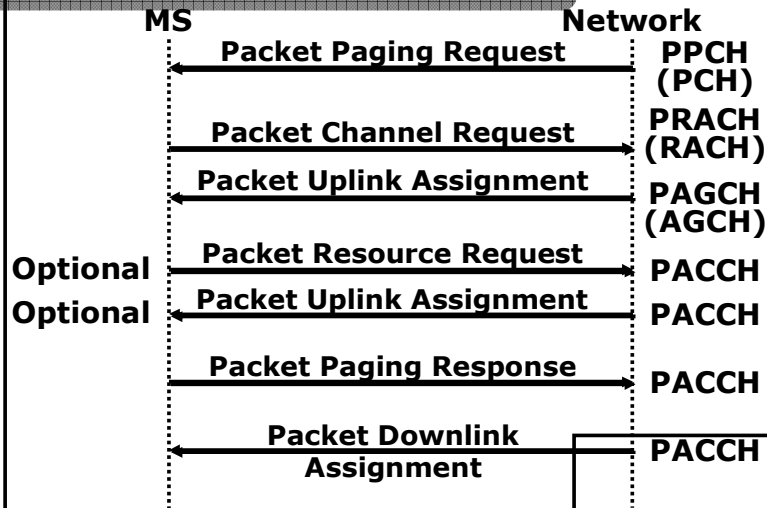 MS Network
Packet Paging Request PPCH
(PCH)
Packet Channel Request PRACH
(RACH)
Packet Uplink Assignment PAGCH
(AGCH)
Optional Packet Resource Request PACCH
Optional Packet Uplink Assignment PACCH
Packet Paging Response PACCH
Packet Downlink PACCH
Assignment